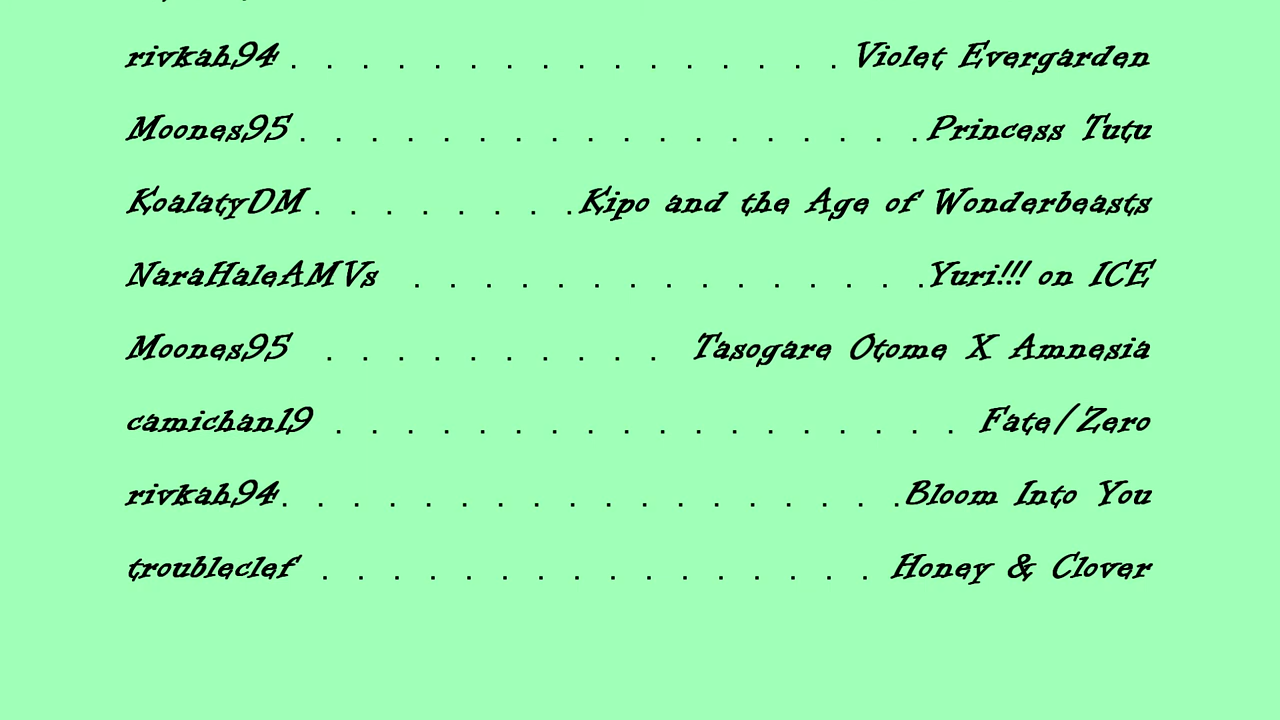 rivkah94 . . . . . . . . . . . . . . . . Violet Evergarden
Moones95 . . . . . . . . . . . . . . . . . . Princess Tutu
KoalatyDM . . . . . . . . Kipo and the Age of Wonderbeasts
NaraHaleAMVs . . . . . . . . . . . . . . . Yuri!!! on ICE
Moones95 . . . . . . . . . . Tasogare Otome X Amnesia
camichan19 . . . . . . . . . . . . . . . . . . Fate/Zero
rivkah94 . . . . . . . . . . . . . . . . . . Bloom Into You
troubleclef . . . . . . . . . . . . . . . . Honey & Clover